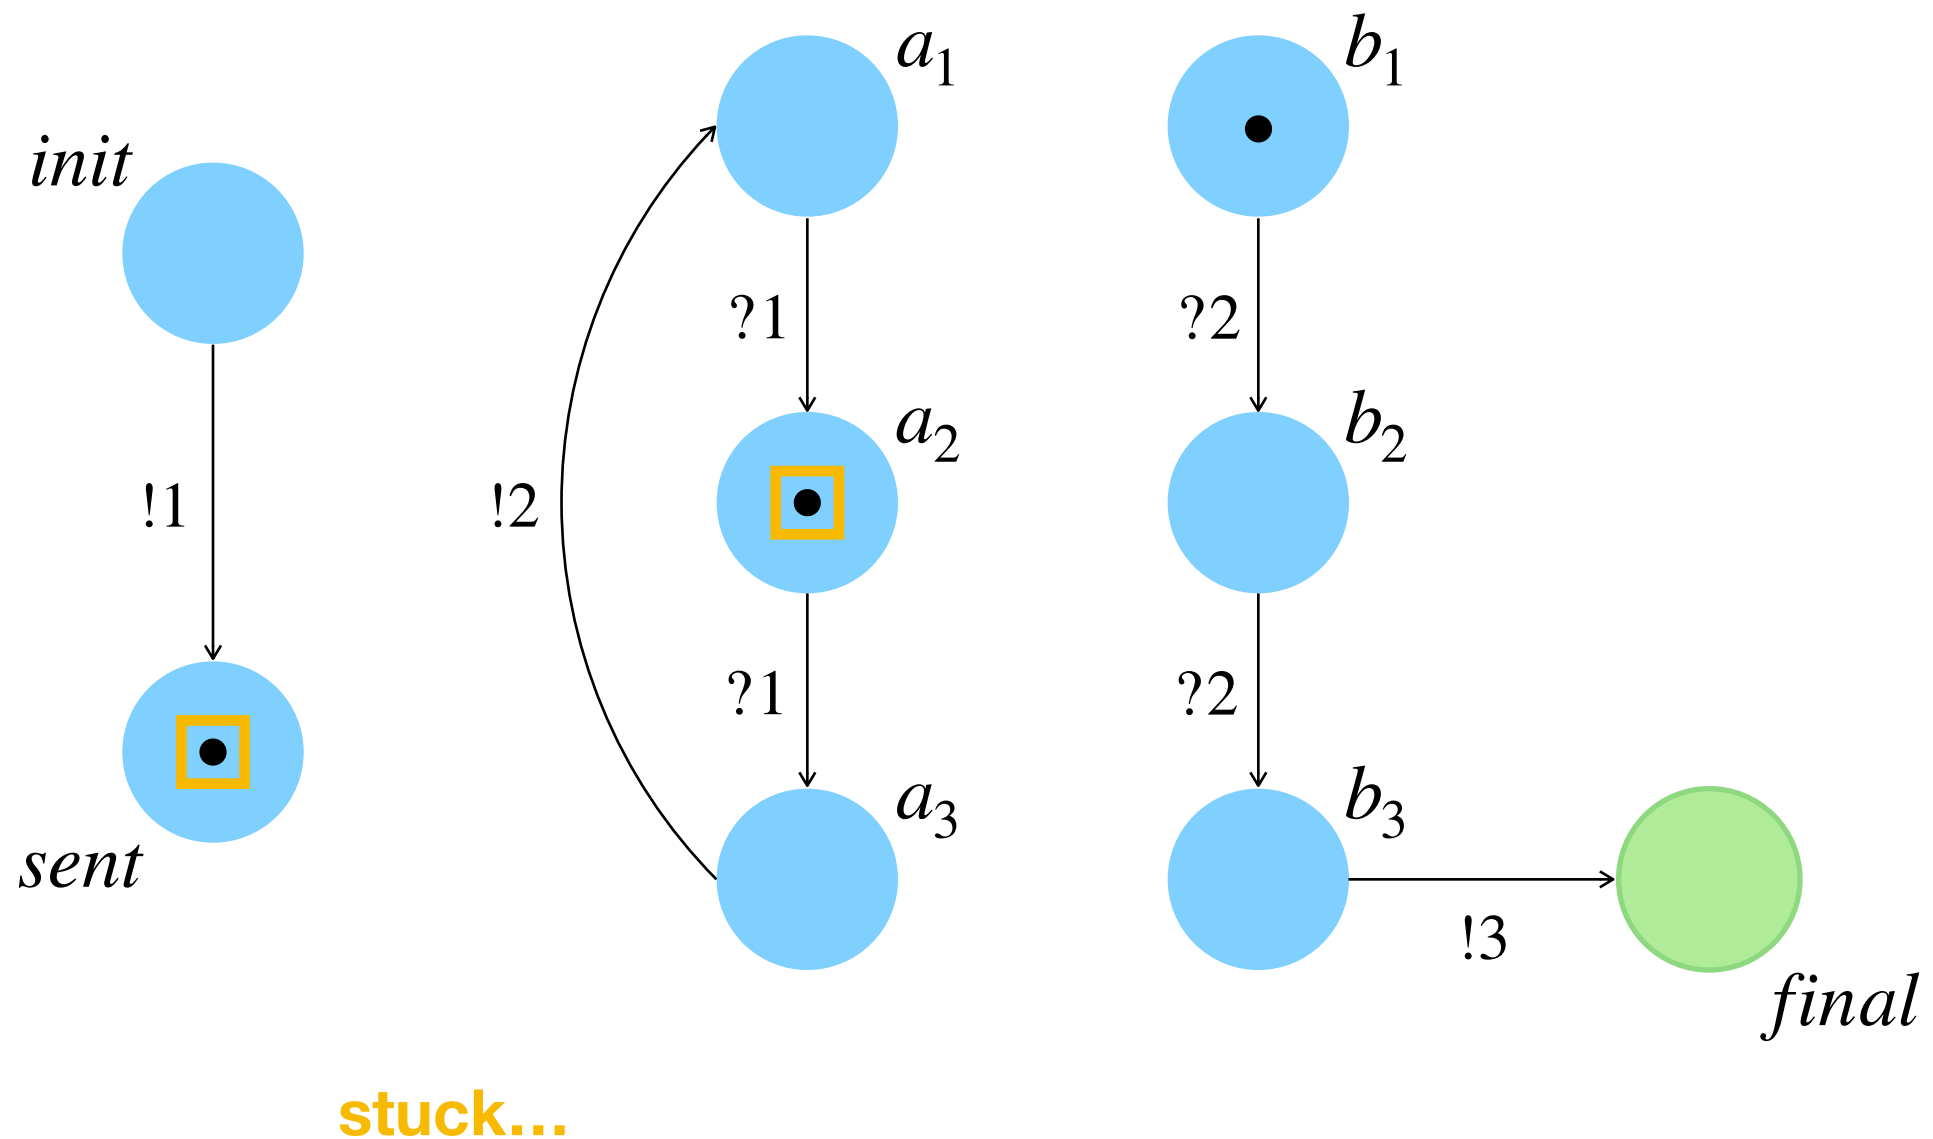 a1
b1
init
?1
?2
a2
b2
!1
!2
?1
?2
a3
b3
sent
!3
final
stuck...